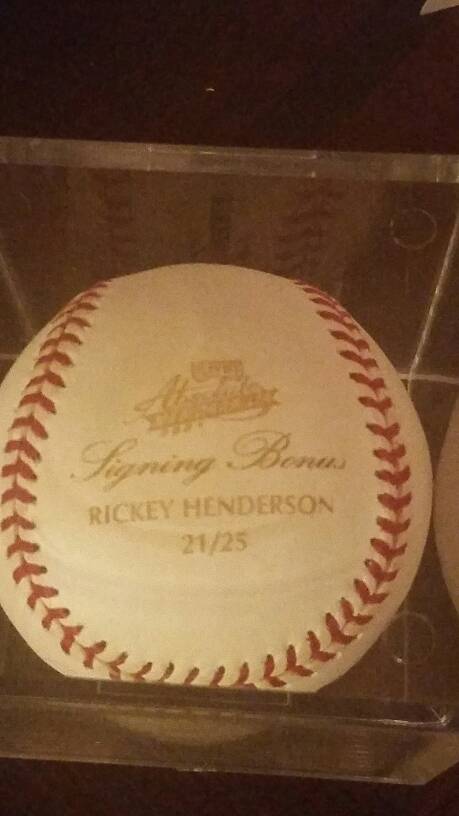 Absolute
Memorabilia
Signing Bonus
RICKEY HENDERSON
21/25